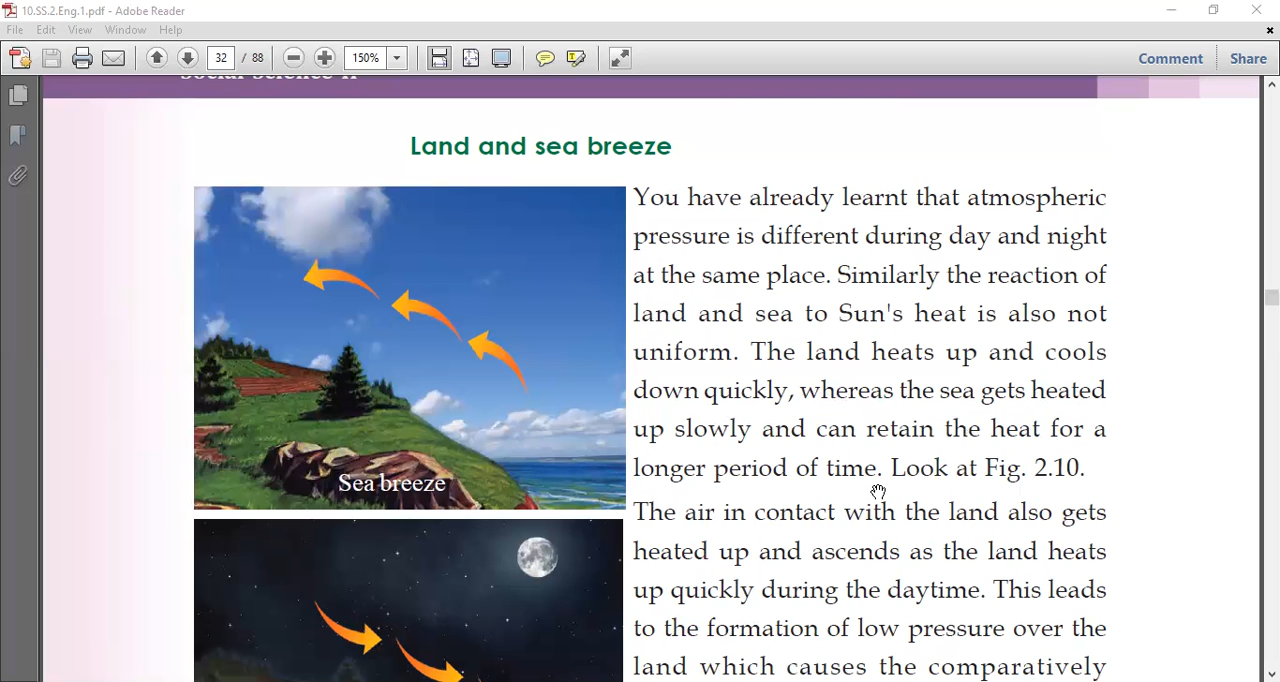 10.SS.2.Eng.1.pdf - Adobe Reader
File Edit View Window Help
32 / 88 150% Comment Share
Social Science II
Land and sea breeze
You have already learnt that atmospheric
pressure is different during day and night
at the same place. Similarly the reaction of
land and sea to Sun's heat is also not
uniform. The land heats up and cools
down quickly, whereas the sea gets heated
up slowly and can retain the heat for a
longer period of time. Look at Fig. 2.10.
Sea breeze
The air in contact with the land also gets
heated up and ascends as the land heats
up quickly during the daytime. This leads
to the formation of low pressure over the
land which causes the comparatively